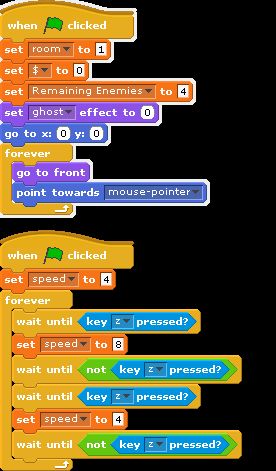 when clicked
set room to 1
set $ to 0
set Remaining Enemies to 4
set ghost effect to 0
go to x: 0 y: 0
forever
go to front
point towards mouse-pointer
when clicked
set speed to 4
forever
wait until key z pressed?
set speed to 8
wait until not key z pressed?
wait until key z pressed?
set speed to 4
wait until not key z pressed?